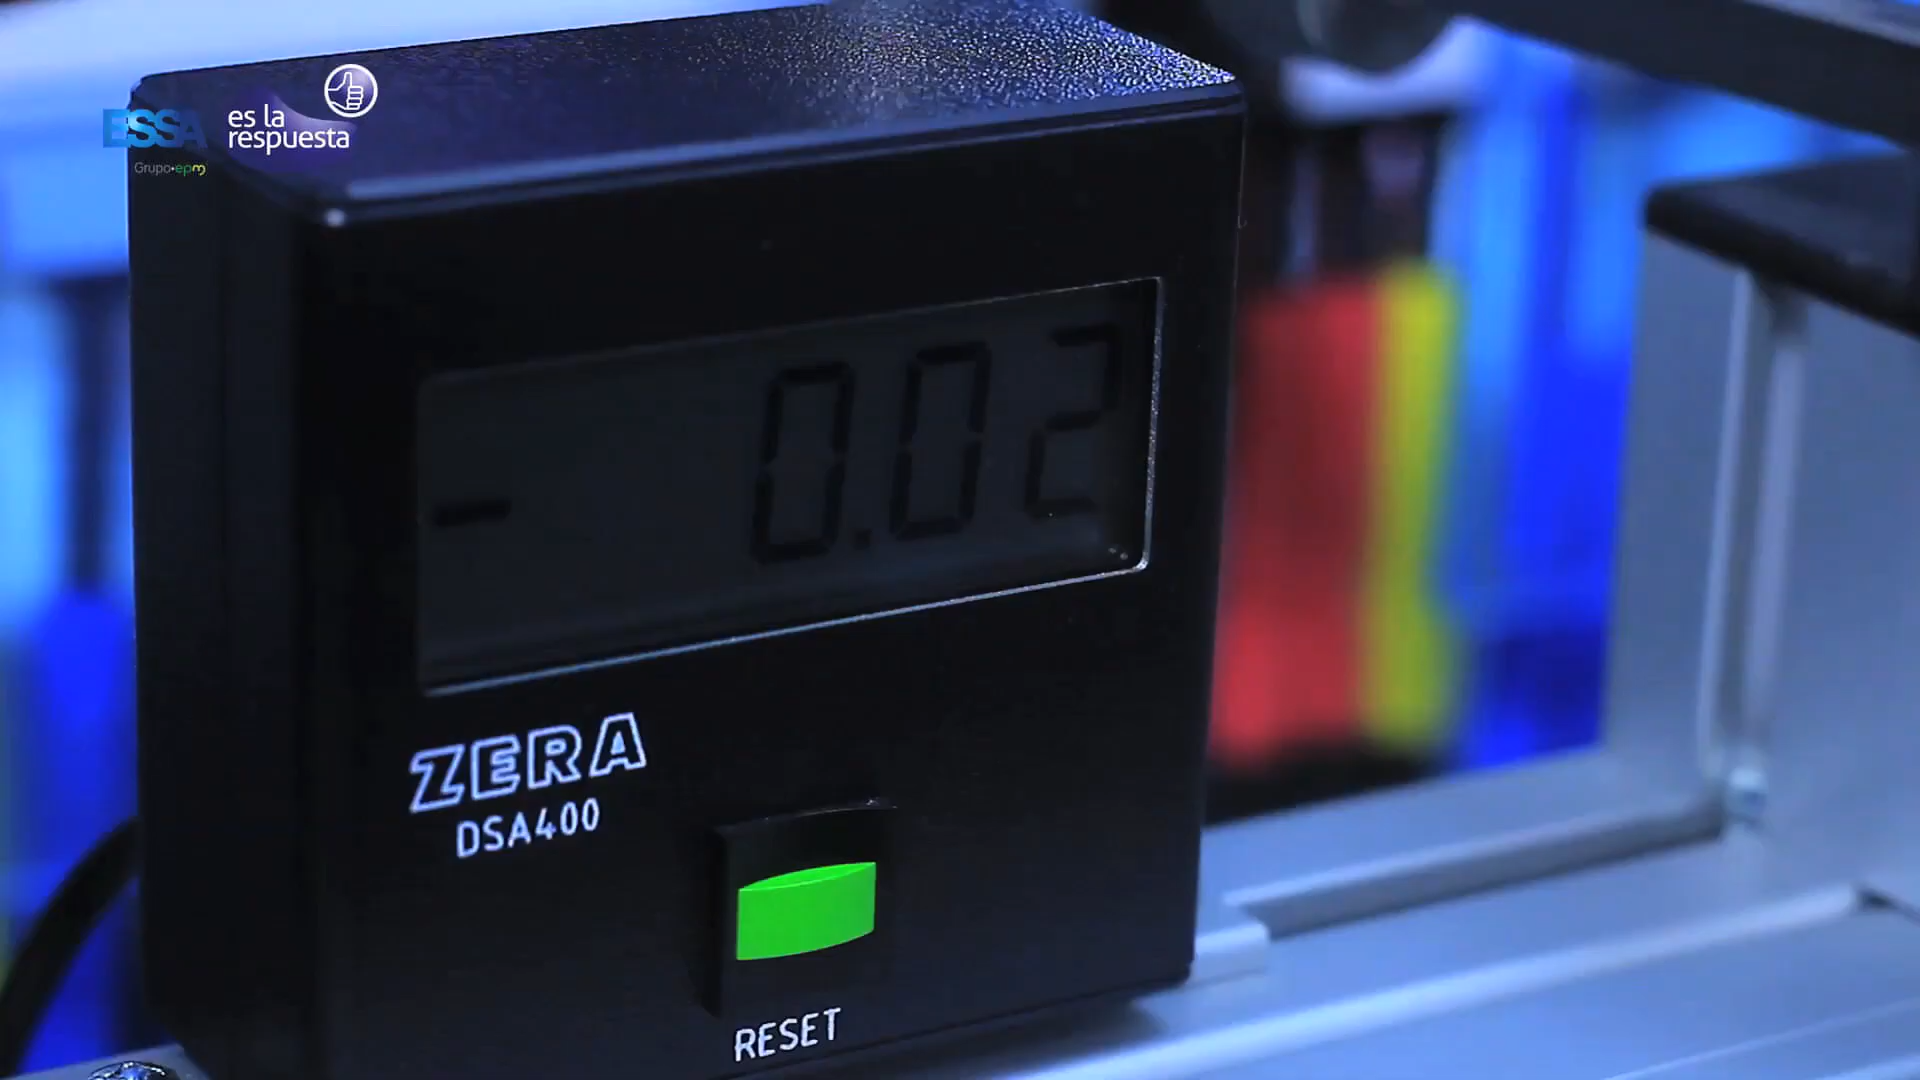 ESSA
es la
respuesta
Grupo•epm
- 0.02
ZERA
DSA400
RESET